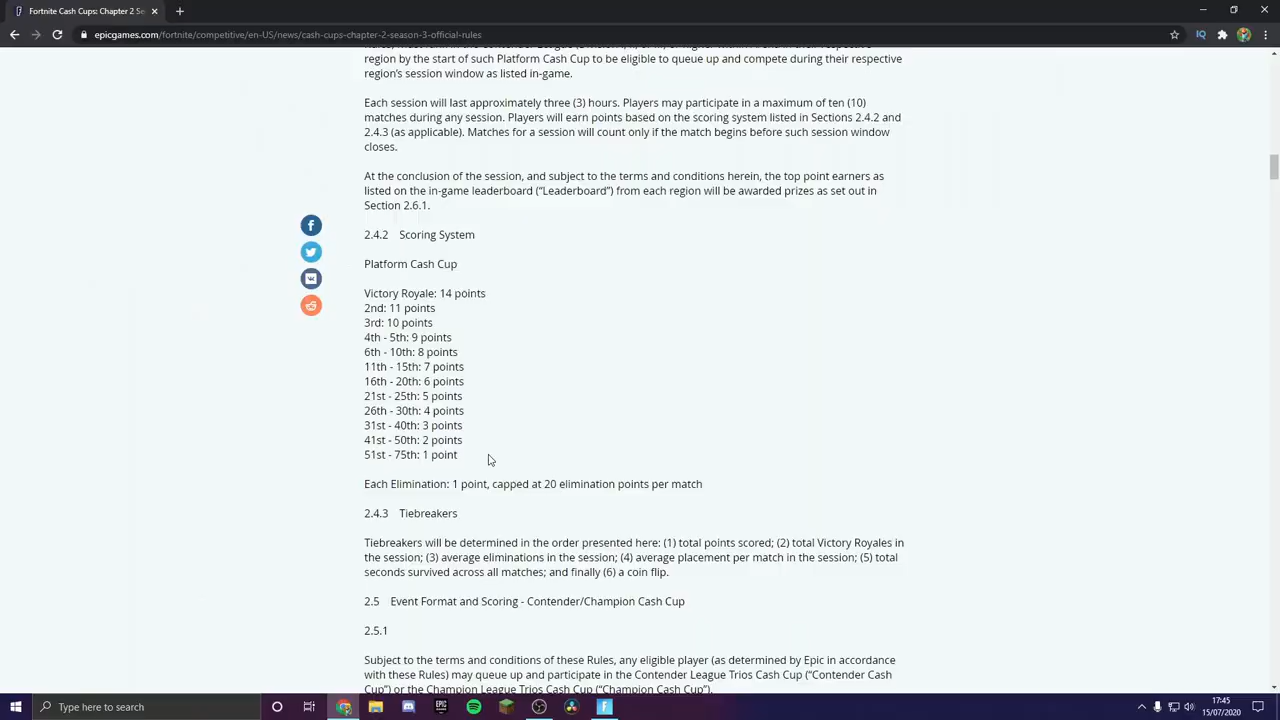 Fortnite Cash Cups: Chapter 2 Se
epicgames.com/fortnite/competitive/en-US/news/cash-cups-chapter-2-season-3-official-rules
region by the start of such Platform Cash Cup to be eligible to queue up and compete during their respective
region's session window as listed in-game.
Each session will last approximately three (3) hours. Players may participate in a maximum of ten (10)
matches during any session. Players will earn points based on the scoring system listed in Sections 2.4.2 and
2.4.3 (as applicable). Matches for a session will count only if the match begins before such session window
closes.
At the conclusion of the session, and subject to the terms and conditions herein, the top point earners as
listed on the in-game leaderboard (“Leaderboard”) from each region will be awarded prizes as set out in
Section 2.6.1.
2.4.2 Scoring System
Platform Cash Cup
Victory Royale: 14 points
2nd: 11 points
3rd: 10 points
4th - 5th: 9 points
6th - 10th: 8 points
11th - 15th: 7 points
16th - 20th: 6 points
21st - 25th: 5 points
26th - 30th: 4 points
31st - 40th: 3 points
41st - 50th: 2 points
51st - 75th: 1 point
Each Elimination: 1 point, capped at 20 elimination points per match
2.4.3 Tiebreakers
Tiebreakers will be determined in the order presented here: (1) total points scored; (2) total Victory Royales in
the session; (3) average eliminations in the session; (4) average placement per match in the session; (5) total
seconds survived across all matches; and finally (6) a coin flip.
2.5 Event Format and Scoring - Contender/Champion Cash Cup
2.5.1
Subject to the terms and conditions of these Rules, any eligible player (as determined by Epic in accordance
with these Rules) may queue up and participate in the Contender League Trios Cash Cup (“Contender Cash
Cup”) or the Champion League Trios Cash Cup (“Champion Cash Cup”).
Type here to search
EPIC
17:45
15/07/2020